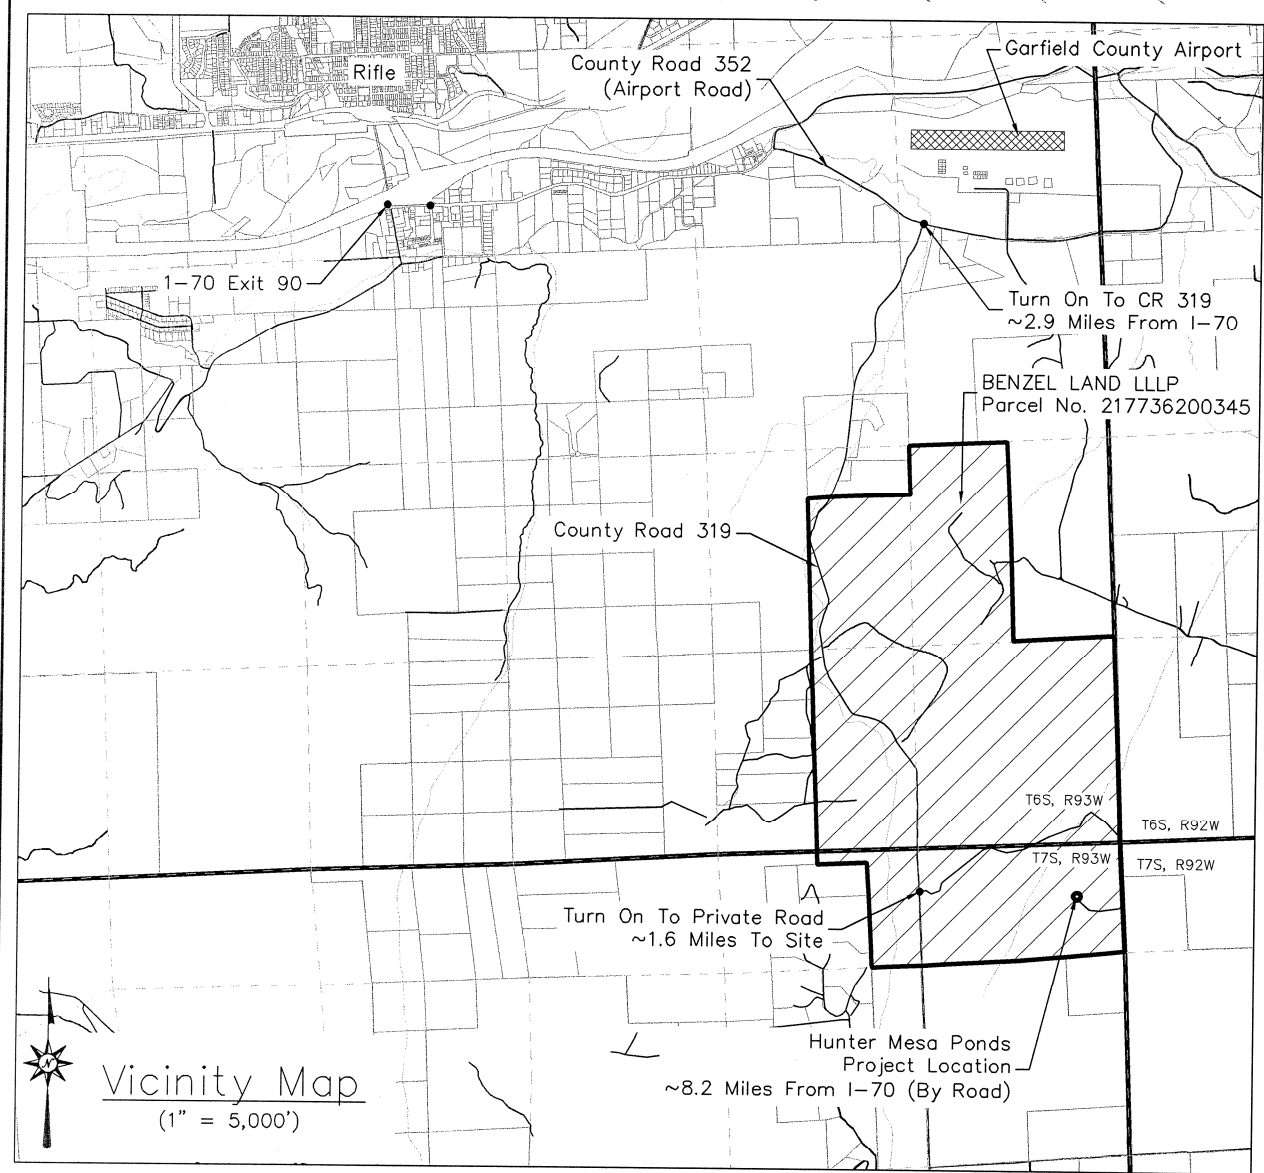 Rifle
County Road 352
(Airport Road)
Garfield County Airport
1-70 Exit 90
Turn On To CR 319
~2.9 Miles From I-70
BENZEL LAND LLLP
Parcel No. 217736200345
County Road 319
T6S, R93W
T6S, R92W
T7S, R93W
T7S, R92W
Turn On To Private Road
~1.6 Miles To Site
Hunter Mesa Ponds
Project Location
~8.2 Miles From I-70 (By Road)
N
Vicinity Map
(1" = 5,000')